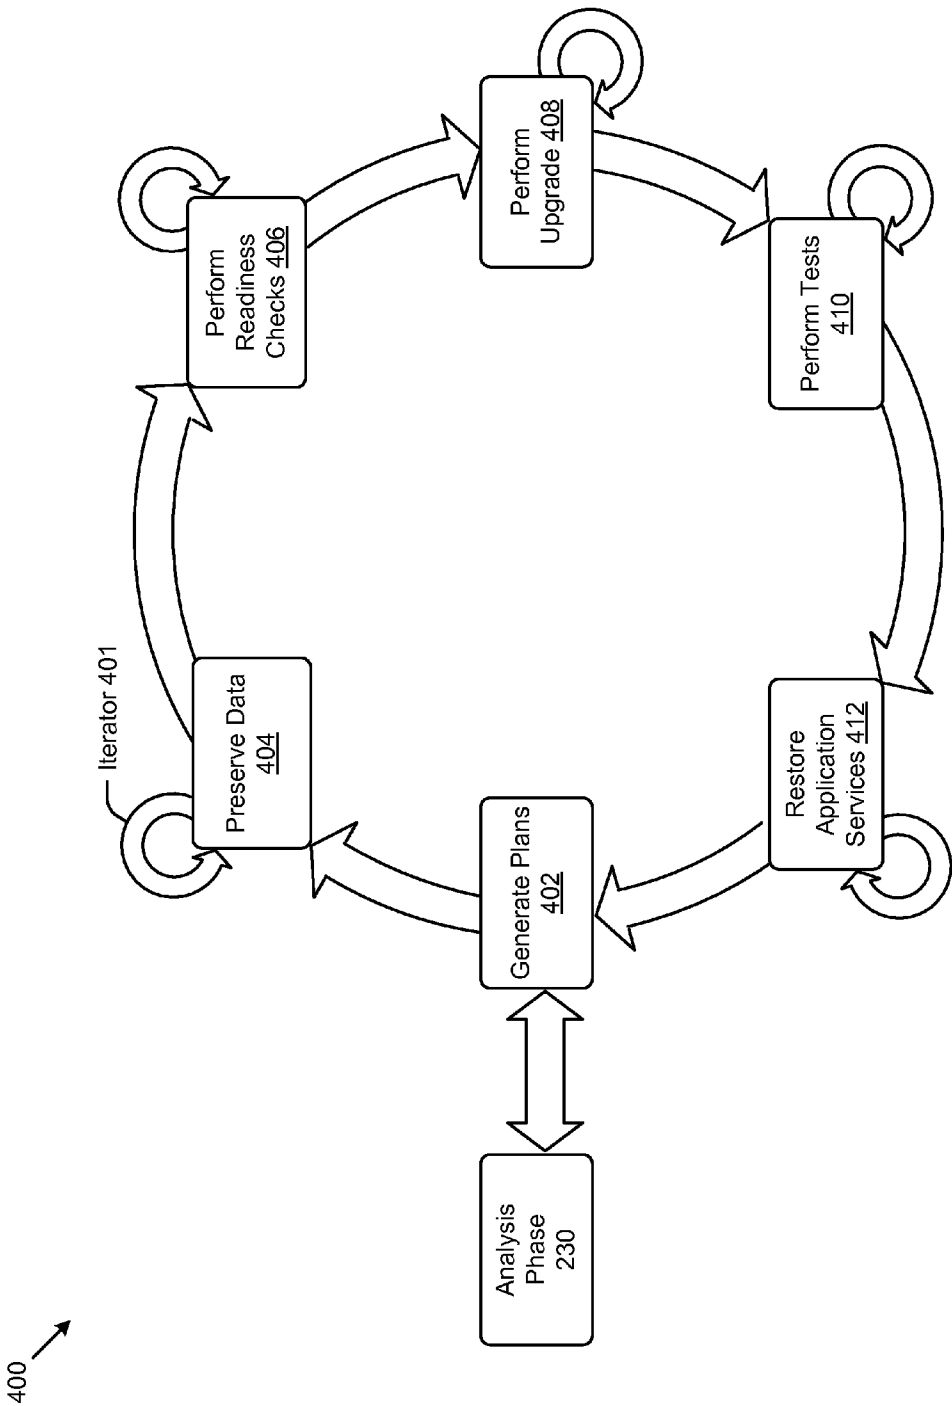 400
Iterator 401
Analysis
Phase
230
Generate Plans
402
Preserve Data
404
Perform
Readiness
Checks 406
Perform
Upgrade 408
Perform Tests
410
Restore
Application
Services 412